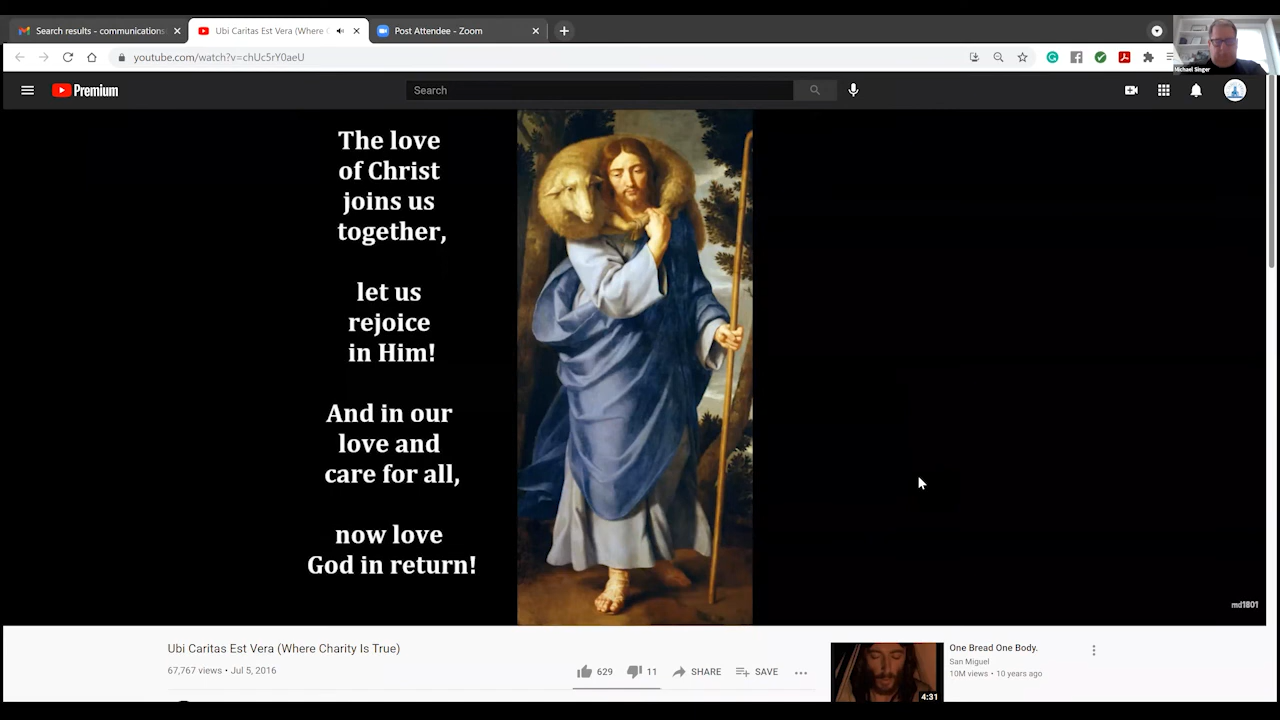 Search results - communications
Ubi Caritas Est Vera (Where C
Post Attendee - Zoom
youtube.com/watch?v=chUc5rY0aeU
Michael Singer
Premium
Search
The love
of Christ
joins us
together,
let us
rejoice
in Him!
And in our
love and
care for all,
now love
God in return!
md1801
Ubi Caritas Est Vera (Where Charity Is True)
67,767 views • Jul 5, 2016
629
11
SHARE
SAVE
One Bread One Body.
San Miguel
10M views • 10 years ago
4:31